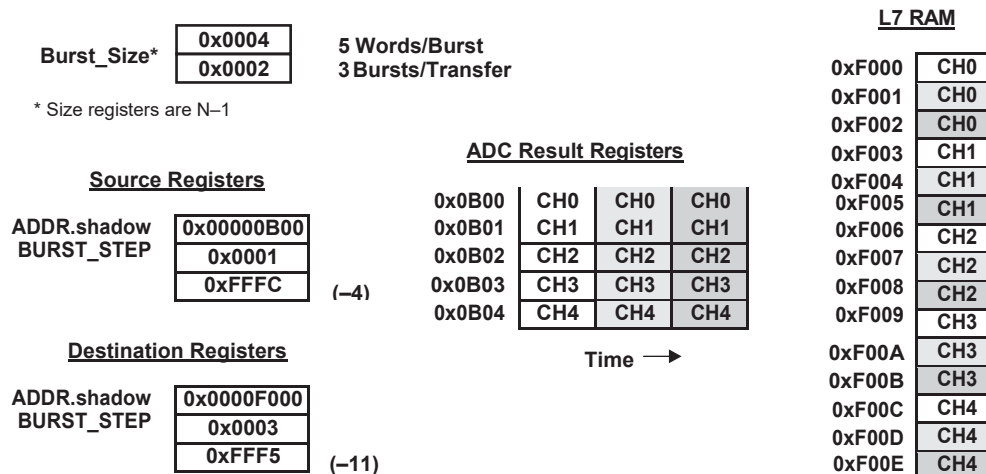 Burst_Size*
0x0004
0x0002
5 Words/Burst
3 Bursts/Transfer
* Size registers are N–1
Source Registers
ADDR.shadow
BURST_STEP
0x00000B00
0x0001
0xFFFC
(–4)
Destination Registers
ADDR.shadow
BURST_STEP
0x0000F000
0x0003
0xFFF5
(–11)
ADC Result Registers
0x0B00 CH0 CH0 CH0
0x0B01 CH1 CH1 CH1
0x0B02 CH2 CH2 CH2
0x0B03 CH3 CH3 CH3
0x0B04 CH4 CH4 CH4
Time
L7 RAM
0xF000 CH0
0xF001 CH0
0xF002 CH0
0xF003 CH1
0xF004 CH1
0xF005 CH1
0xF006 CH2
0xF007 CH2
0xF008 CH2
0xF009 CH3
0xF00A CH3
0xF00B CH3
0xF00C CH4
0xF00D CH4
0xF00E CH4